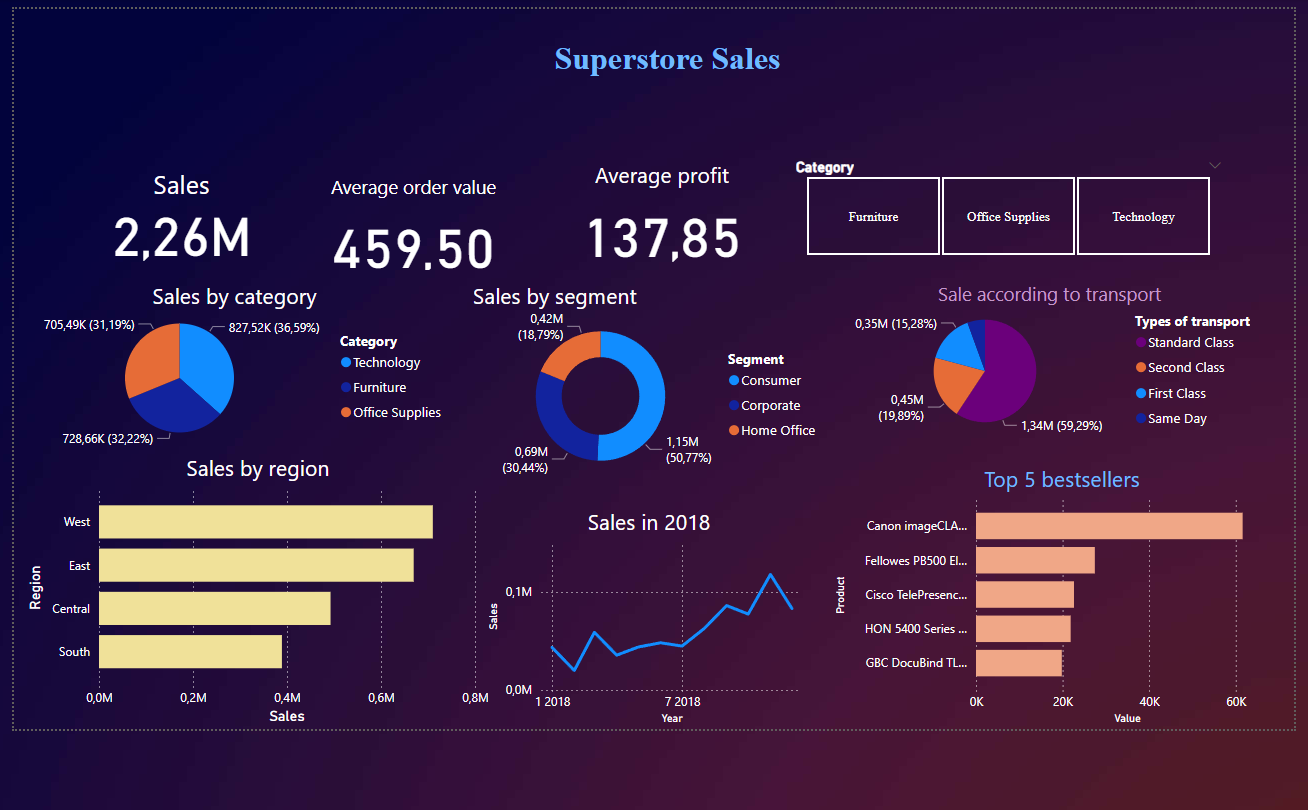 Superstore Sales
Sales
2,26M
Average order value
459,50
Average profit
137,85
Category
Furniture
Office Supplies
Technology
Sales by category
705,49K (31,19%)
827,52K (36,59%)
728,66K (32,22%)
Category
Technology
Furniture
Office Supplies
Sales by segment
0,42M
(18,79%)
0,69M
(30,44%)
1,15M
(50,77%)
Segment
Consumer
Corporate
Home Office
Sale according to transport
0,35M (15,28%)
0,45M
(19,89%)
1,34M (59,29%)
Types of transport
Standard Class
Second Class
First Class
Same Day
Sales by region
Region
West
East
Central
South
0,0M
0,2M
0,4M
0,6M
0,8M
Sales
Sales in 2018
Sales
0,1M
0,0M
1 2018
7 2018
Year
Top 5 bestsellers
Product
Canon imageCLA...
Fellowes PB500 El...
Cisco TelePresenc...
HON 5400 Series ...
GBC DocuBind TL...
0K
20K
40K
60K
Value